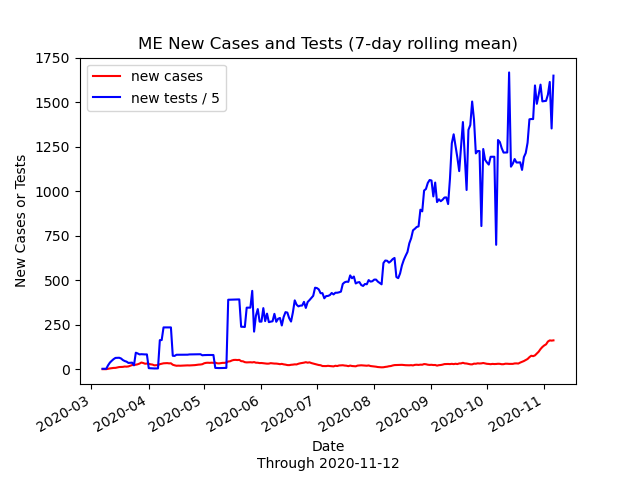 ME New Cases and Tests (7-day rolling mean)
new cases
new tests / 5
New Cases or Tests
1750
1500
1250
1000
750
500
250
0
2020-03
2020-04
2020-05
2020-06
2020-07
2020-08
2020-09
2020-10
2020-11
Date
Through 2020-11-12